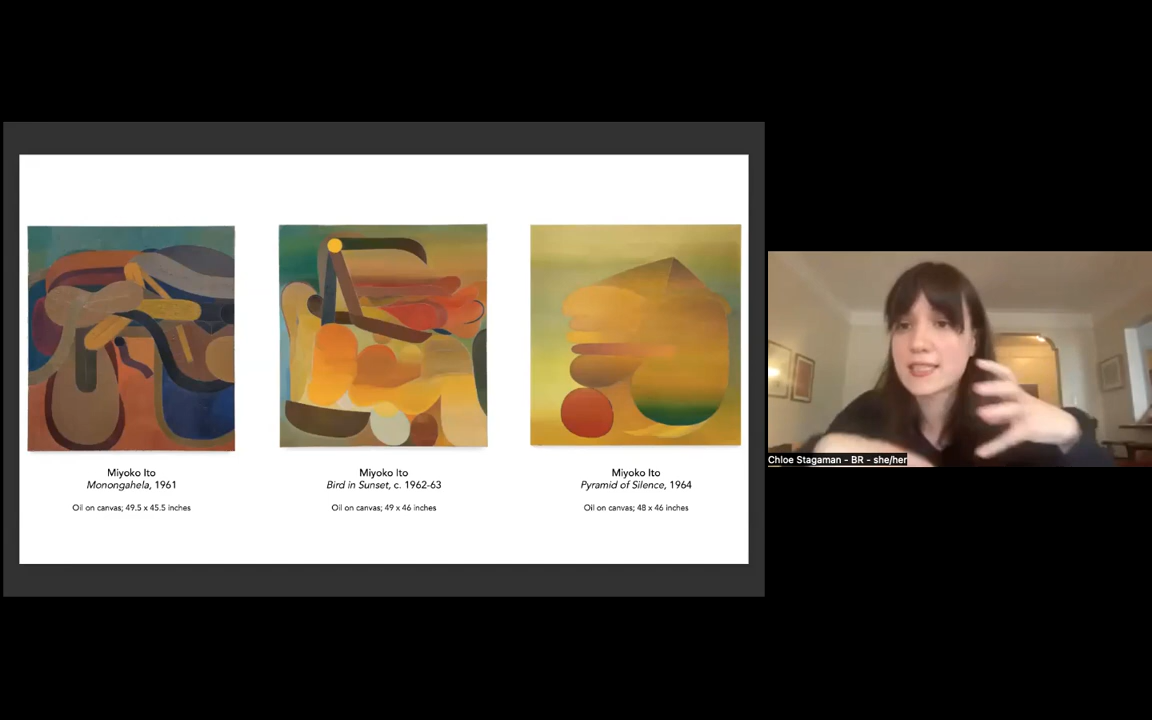 Miyoko Ito
Monongahela, 1961
Oil on canvas; 49.5 x 45.5 inches
Miyoko Ito
Bird in Sunset, c. 1962-63
Oil on canvas; 49 x 46 inches
Miyoko Ito
Pyramid of Silence, 1964
Oil on canvas; 48 x 46 inches
Chloe Stagaman - BR - she/her